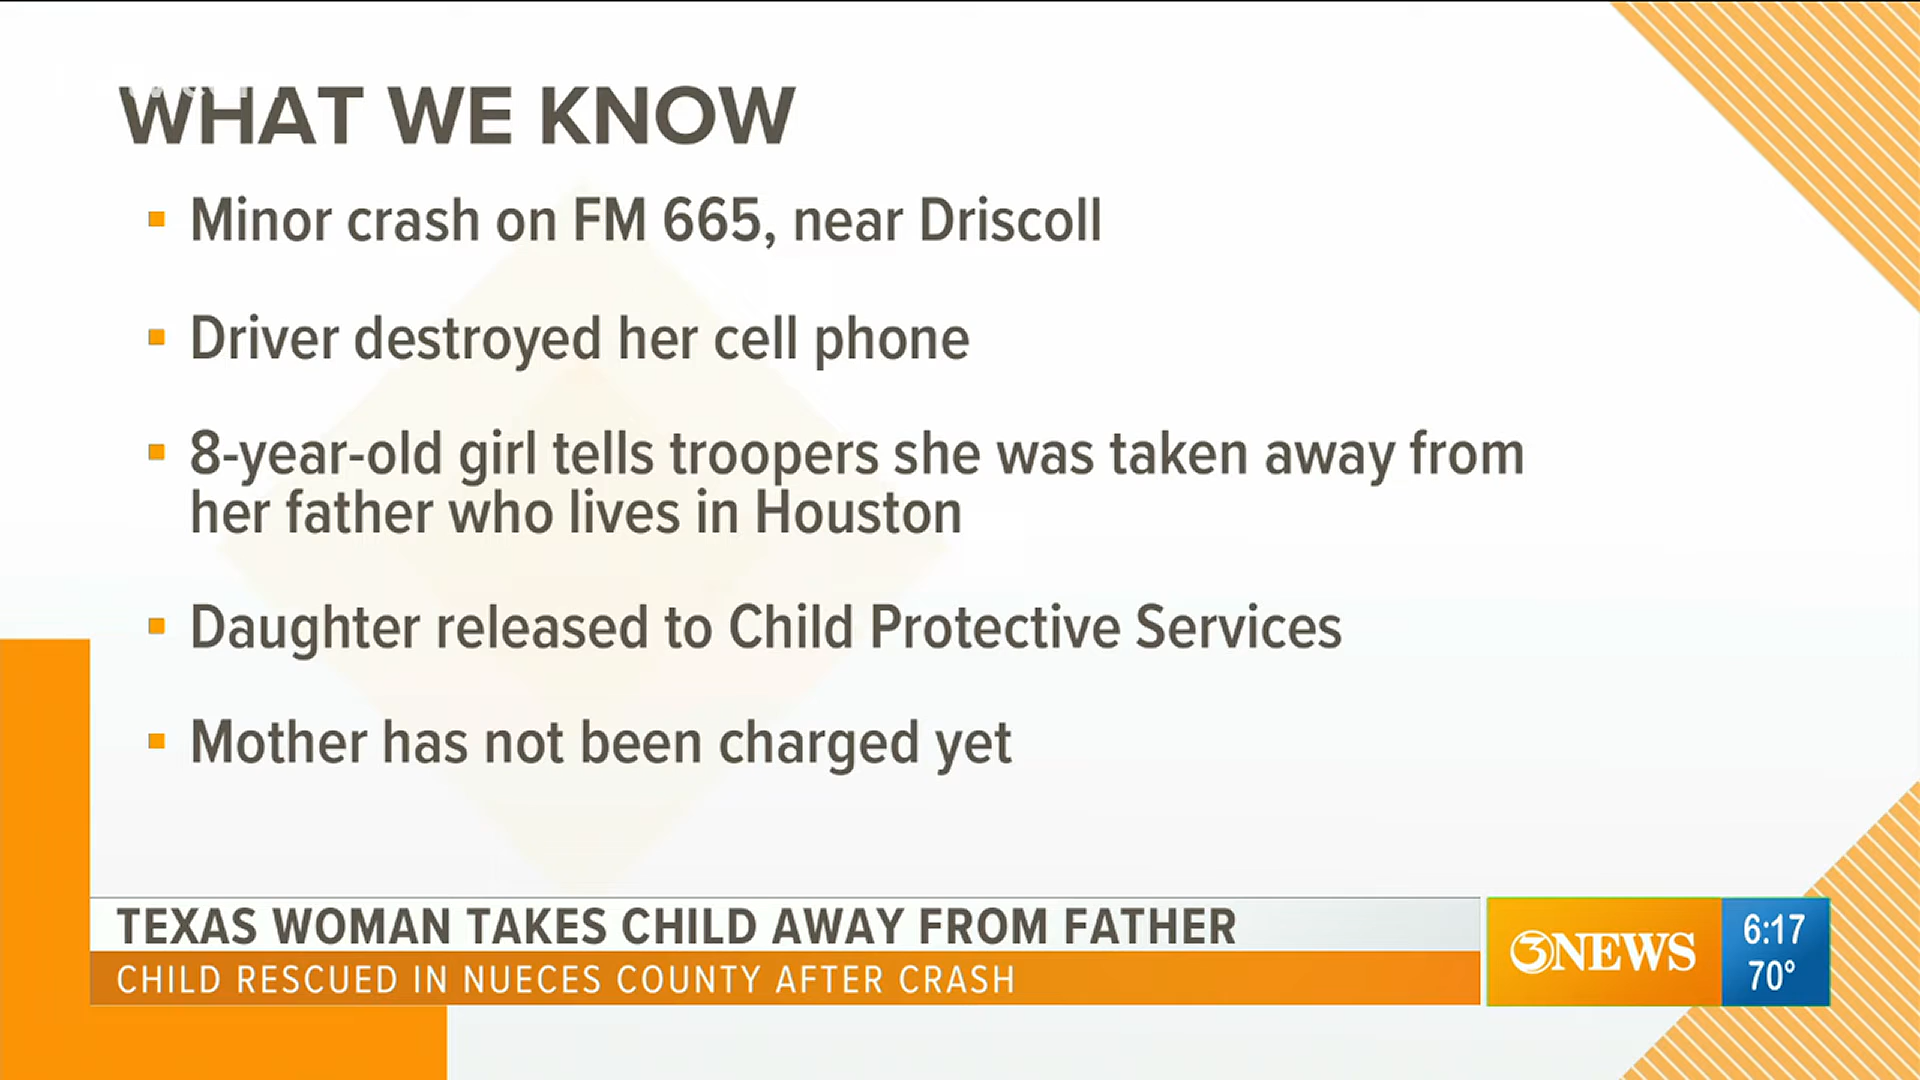 WHAT WE KNOW
Minor crash on FM 665, near Driscoll
Driver destroyed her cell phone
8-year-old girl tells troopers she was taken away from
her father who lives in Houston
Daughter released to Child Protective Services
Mother has not been charged yet
TEXAS WOMAN TAKES CHILD AWAY FROM FATHER
CHILD RESCUED IN NUECES COUNTY AFTER CRASH
3NEWS
6:17
70°